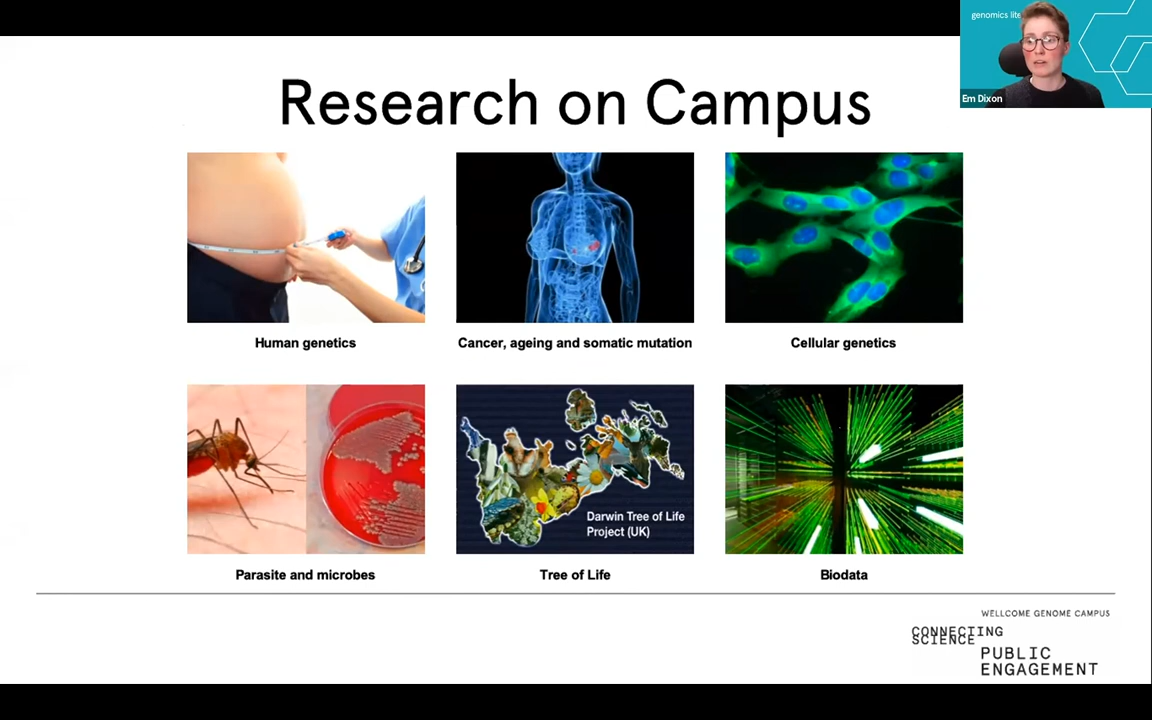 genomics lite
Em Dixon
Research on Campus
Human genetics
Cancer, ageing and somatic mutation
Cellular genetics
Darwin Tree of Life
Project (UK)
Parasite and microbes
Tree of Life
Biodata
WELLCOME GENOME CAMPUS
CONNECTING
SCIENCE
PUBLIC
ENGAGEMENT